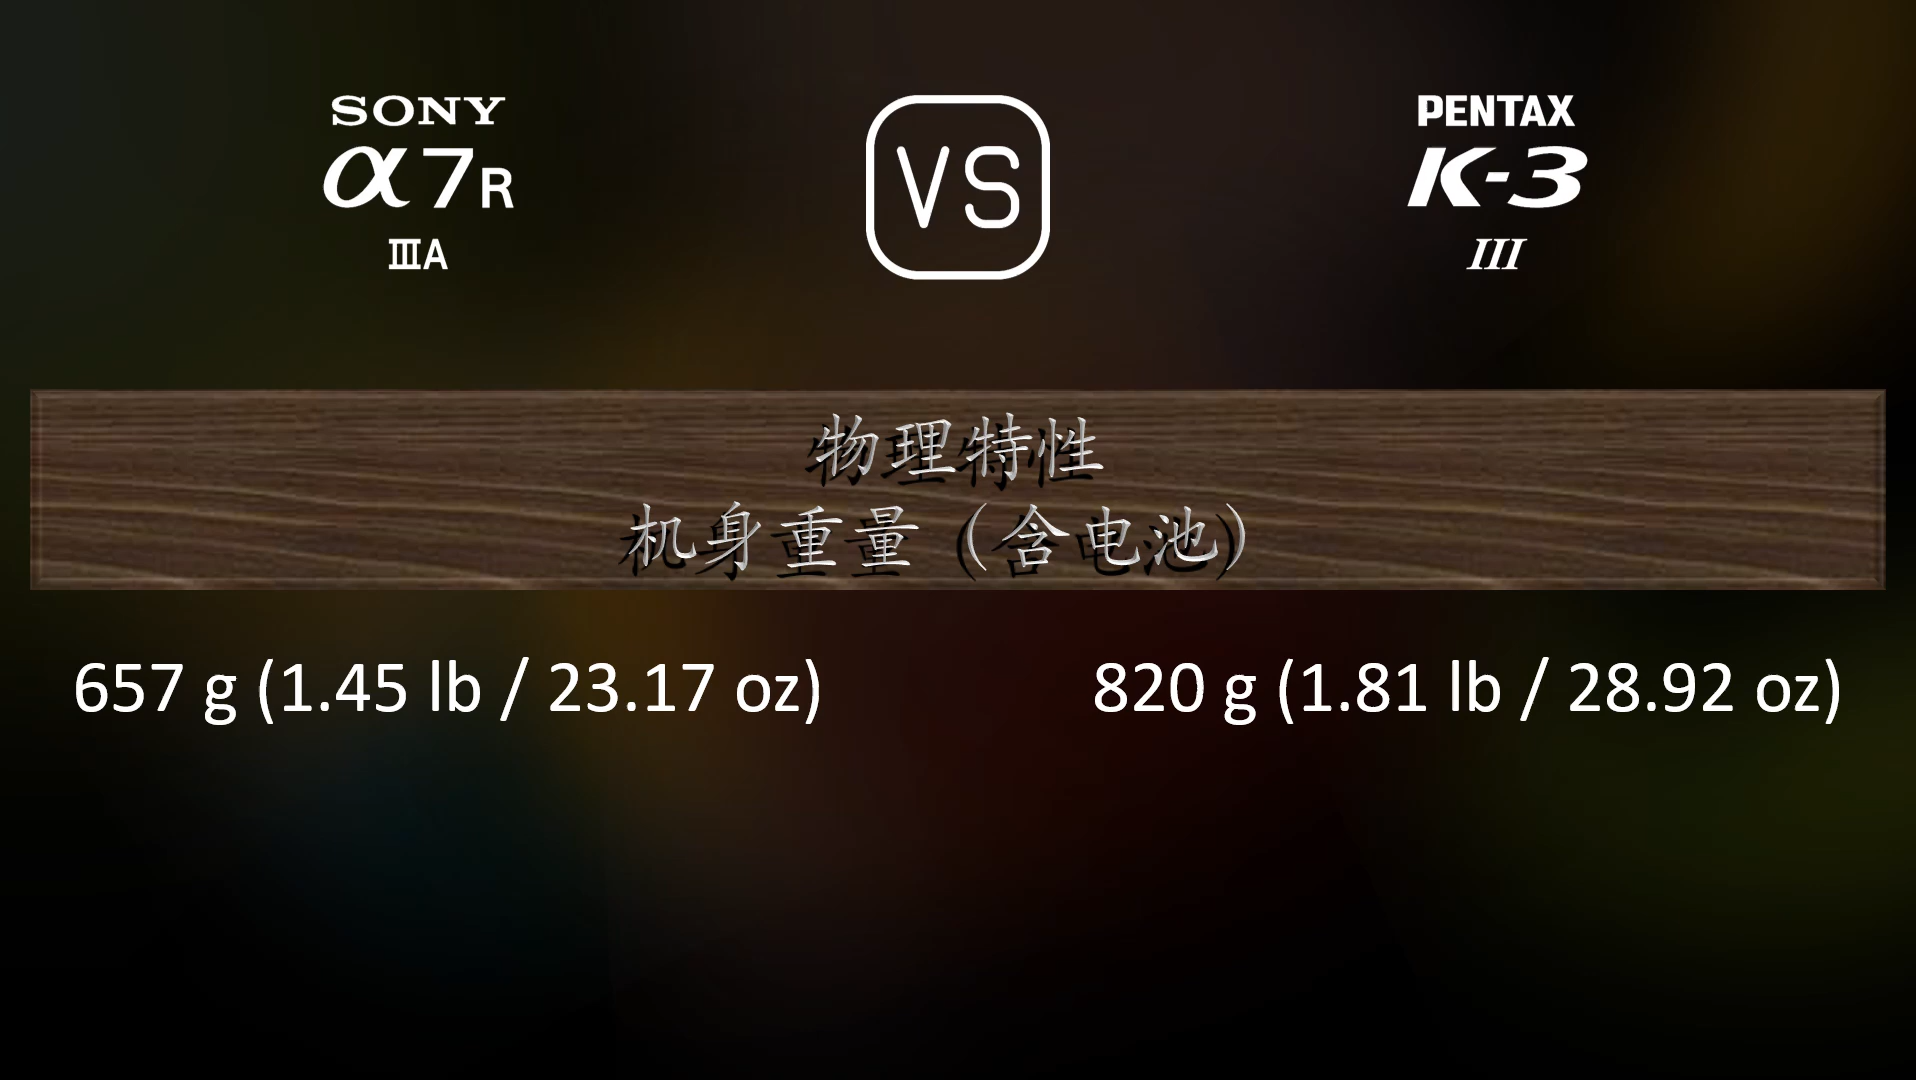 SONY
α7R
ⅢA
VS
PENTAX
K-3
III
物理特性
机身重量（含电池）
657 g (1.45 lb / 23.17 oz)
820 g (1.81 lb / 28.92 oz)